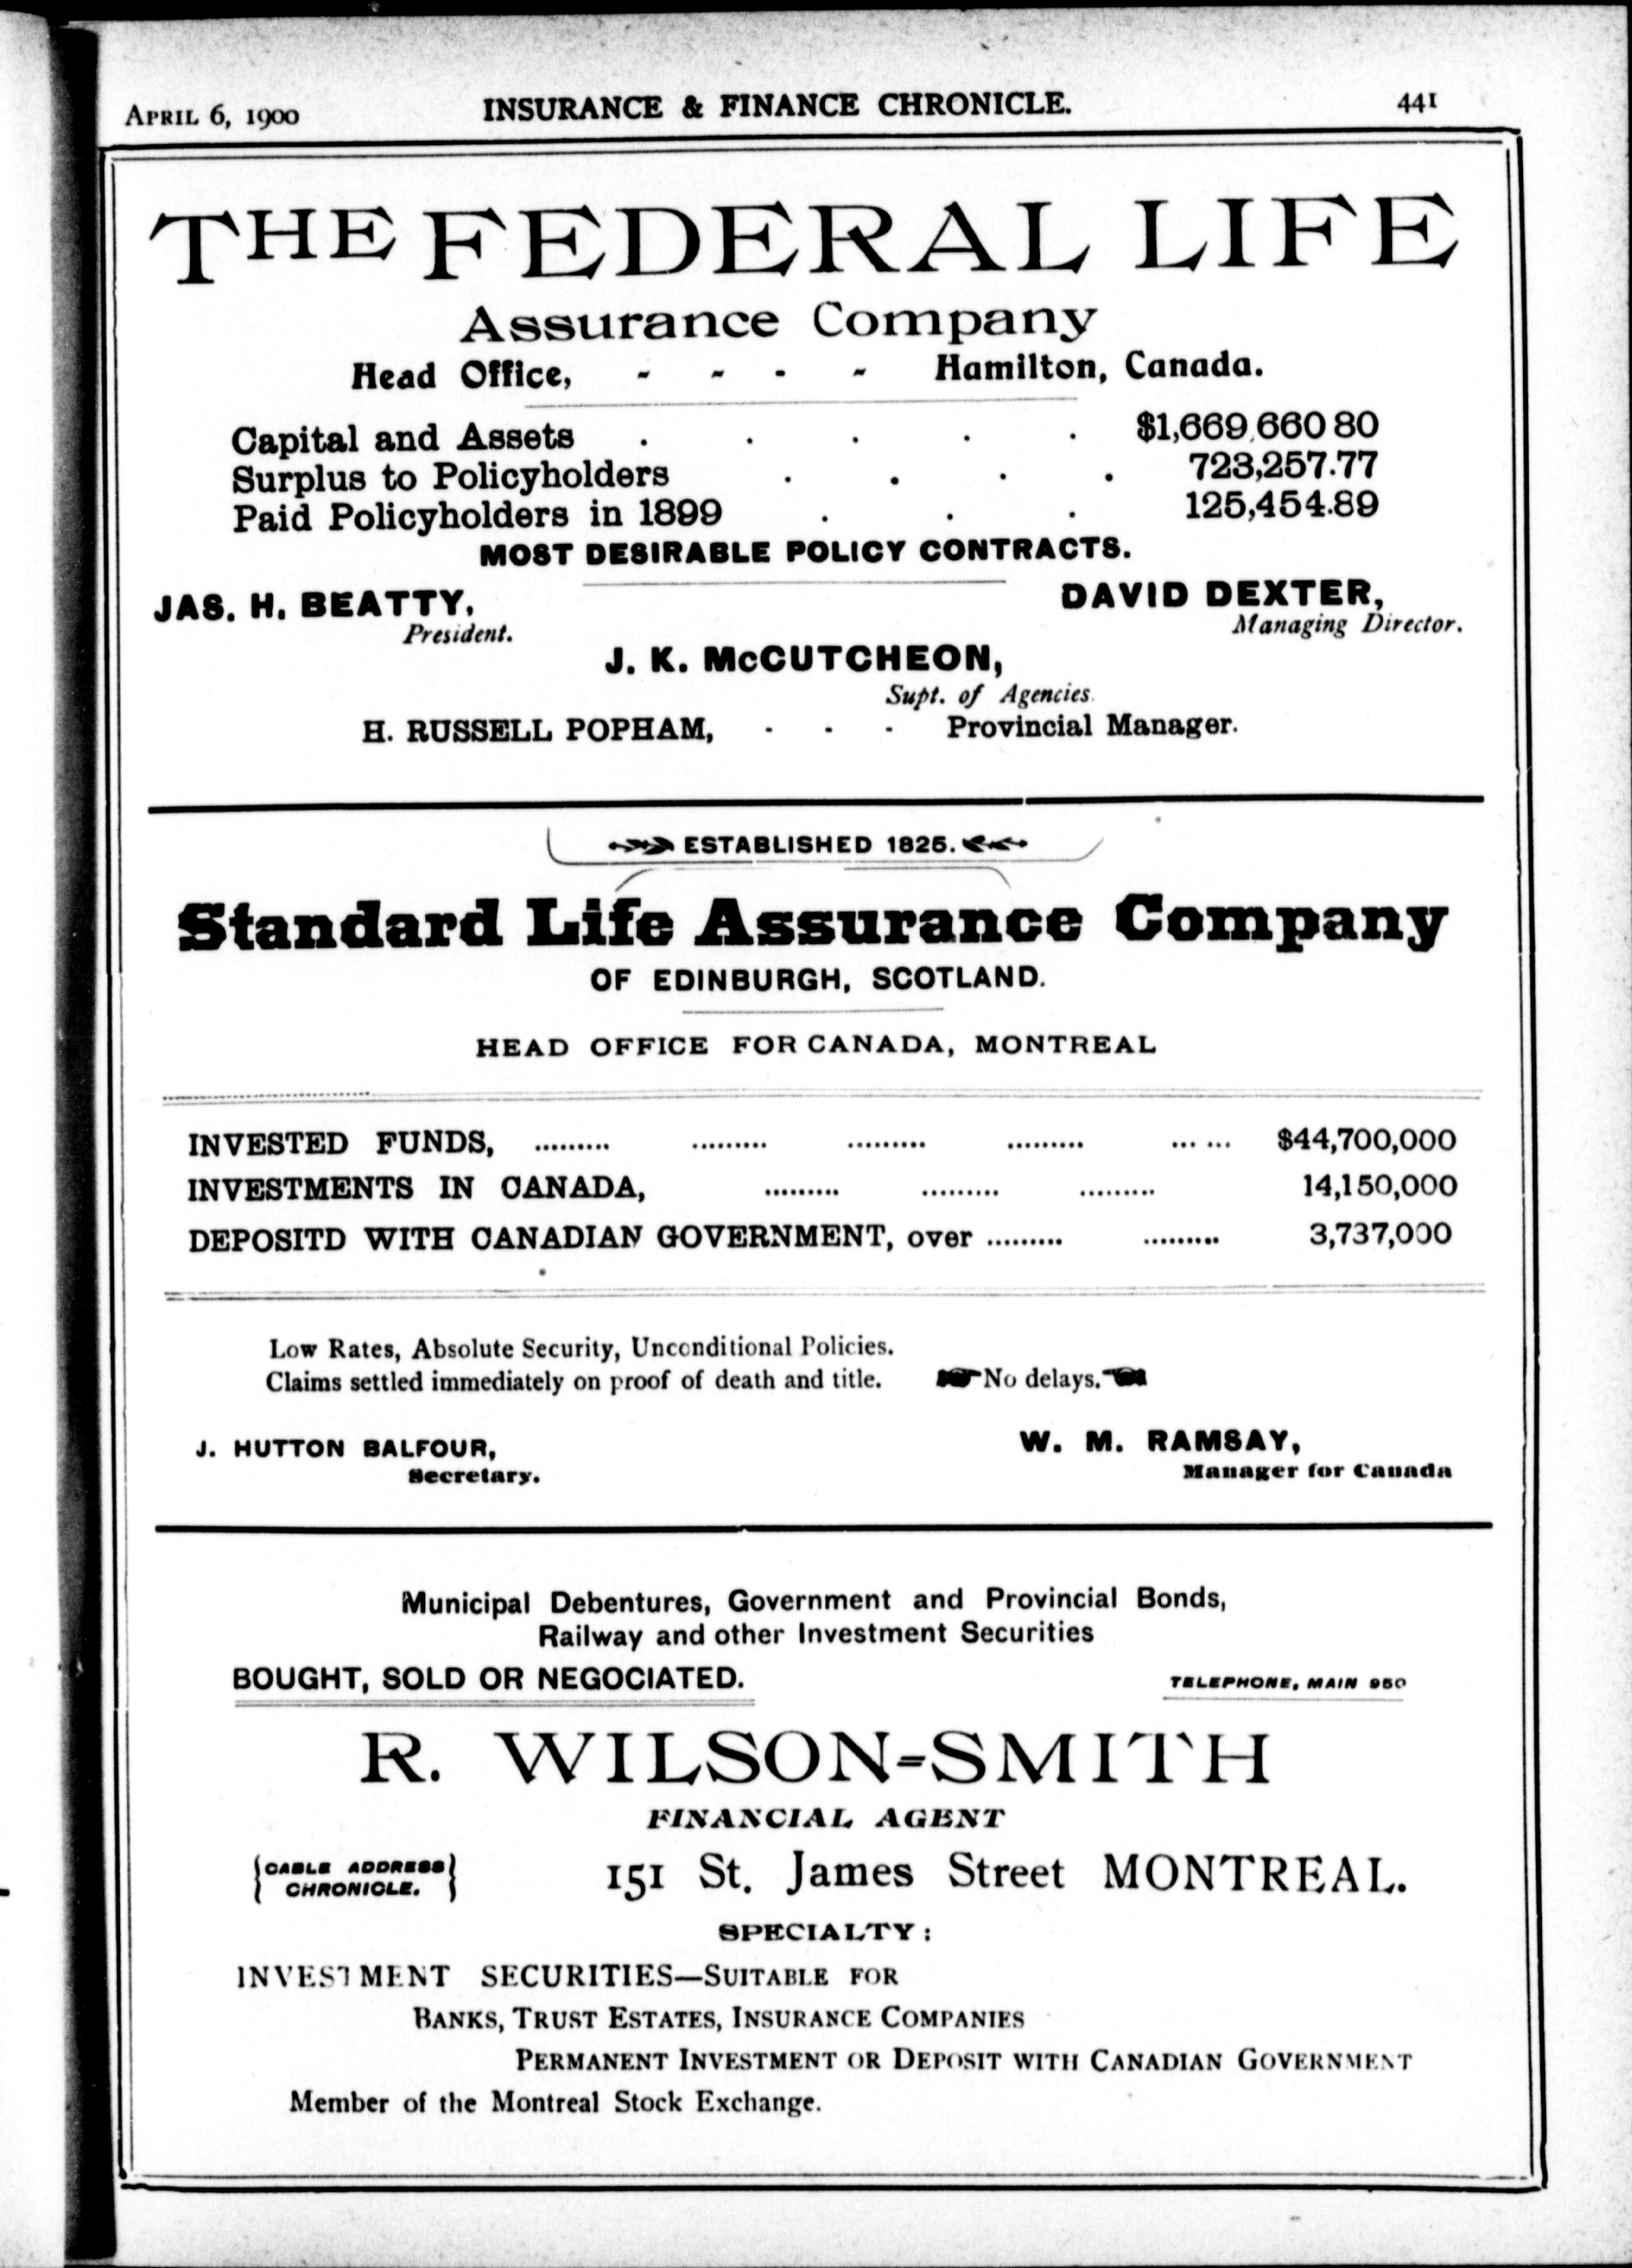 APRIL 6, 1900 INSURANCE & FINANCE CHRONICLE. 441
THE FEDERAL LIFE
Assurance Company
Head Office, - - - - Hamilton, Canada.
Capital and Assets . . . . . $1,669,660 80
Surplus to Policyholders . . . . 723,257.77
Paid Policyholders in 1899 . . . 125,454.89
MOST DESIRABLE POLICY CONTRACTS.
JAS. H. BEATTY, DAVID DEXTER,
President. Managing Director.
J. K. McCUTCHEON,
Supt. of Agencies.
H. RUSSELL POPHAM, - - - Provincial Manager.
ESTABLISHED 1825.
Standard Life Assurance Company
OF EDINBURGH, SCOTLAND.
HEAD OFFICE FOR CANADA, MONTREAL
INVESTED FUNDS, ......... ......... ......... ......... ... ... $44,700,000
INVESTMENTS IN CANADA, ......... ......... ......... 14,150,000
DEPOSITD WITH CANADIAN GOVERNMENT, over ......... ......... 3,737,000
Low Rates, Absolute Security, Unconditional Policies.
Claims settled immediately on proof of death and title. ☛No delays.☚
J. HUTTON BALFOUR, W. M. RAMSAY,
Secretary. Manager for Canada
Municipal Debentures, Government and Provincial Bonds,
Railway and other Investment Securities
BOUGHT, SOLD OR NEGOCIATED. TELEPHONE, MAIN 950
R. WILSON-SMITH
FINANCIAL AGENT
CABLE ADDRESS
CHRONICLE. 151 St. James Street MONTREAL.
SPECIALTY:
INVESTMENT SECURITIES—SUITABLE FOR
BANKS, TRUST ESTATES, INSURANCE COMPANIES
PERMANENT INVESTMENT OR DEPOSIT WITH CANADIAN GOVERNMENT
Member of the Montreal Stock Exchange.